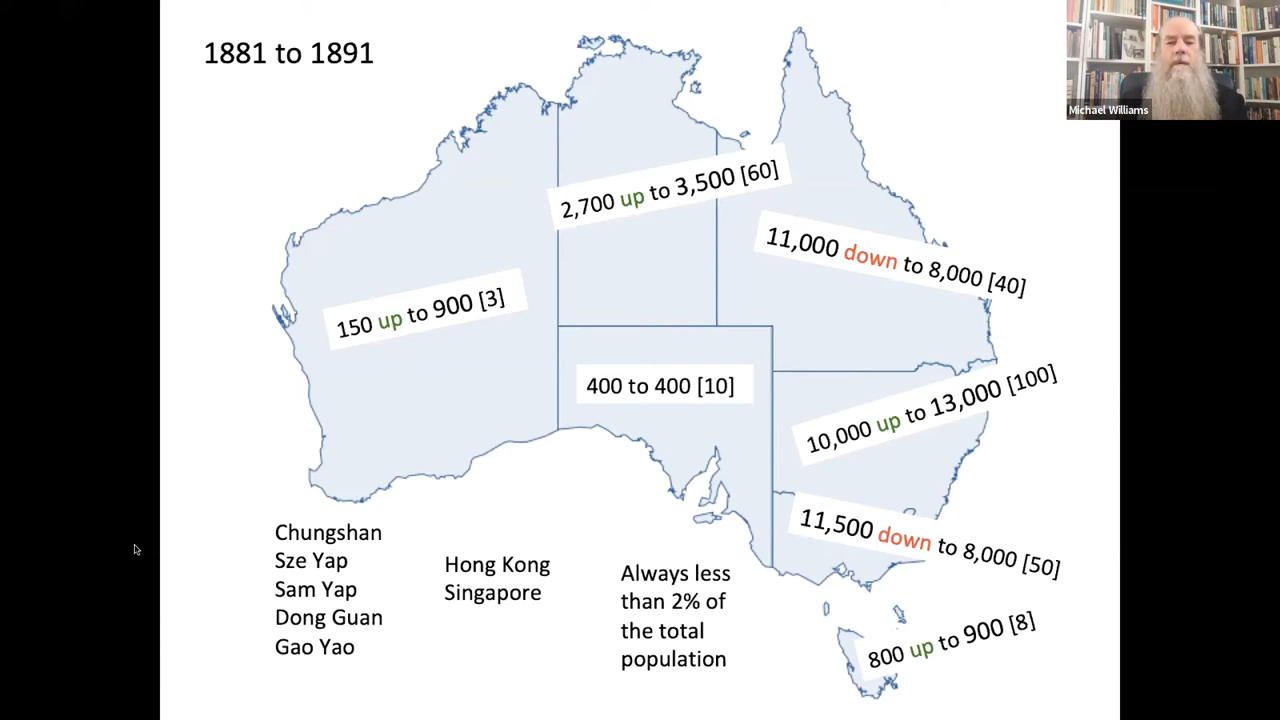 1881 to 1891
Michael Williams
2,700 up to 3,500 [60]
11,000 down to 8,000 [40]
150 up to 900 [3]
400 to 400 [10]
10,000 up to 13,000 [100]
11,500 down to 8,000 [50]
800 up to 900 [8]
Chungshan
Sze Yap
Sam Yap
Dong Guan
Gao Yao
Hong Kong
Singapore
Always less
than 2% of
the total
population